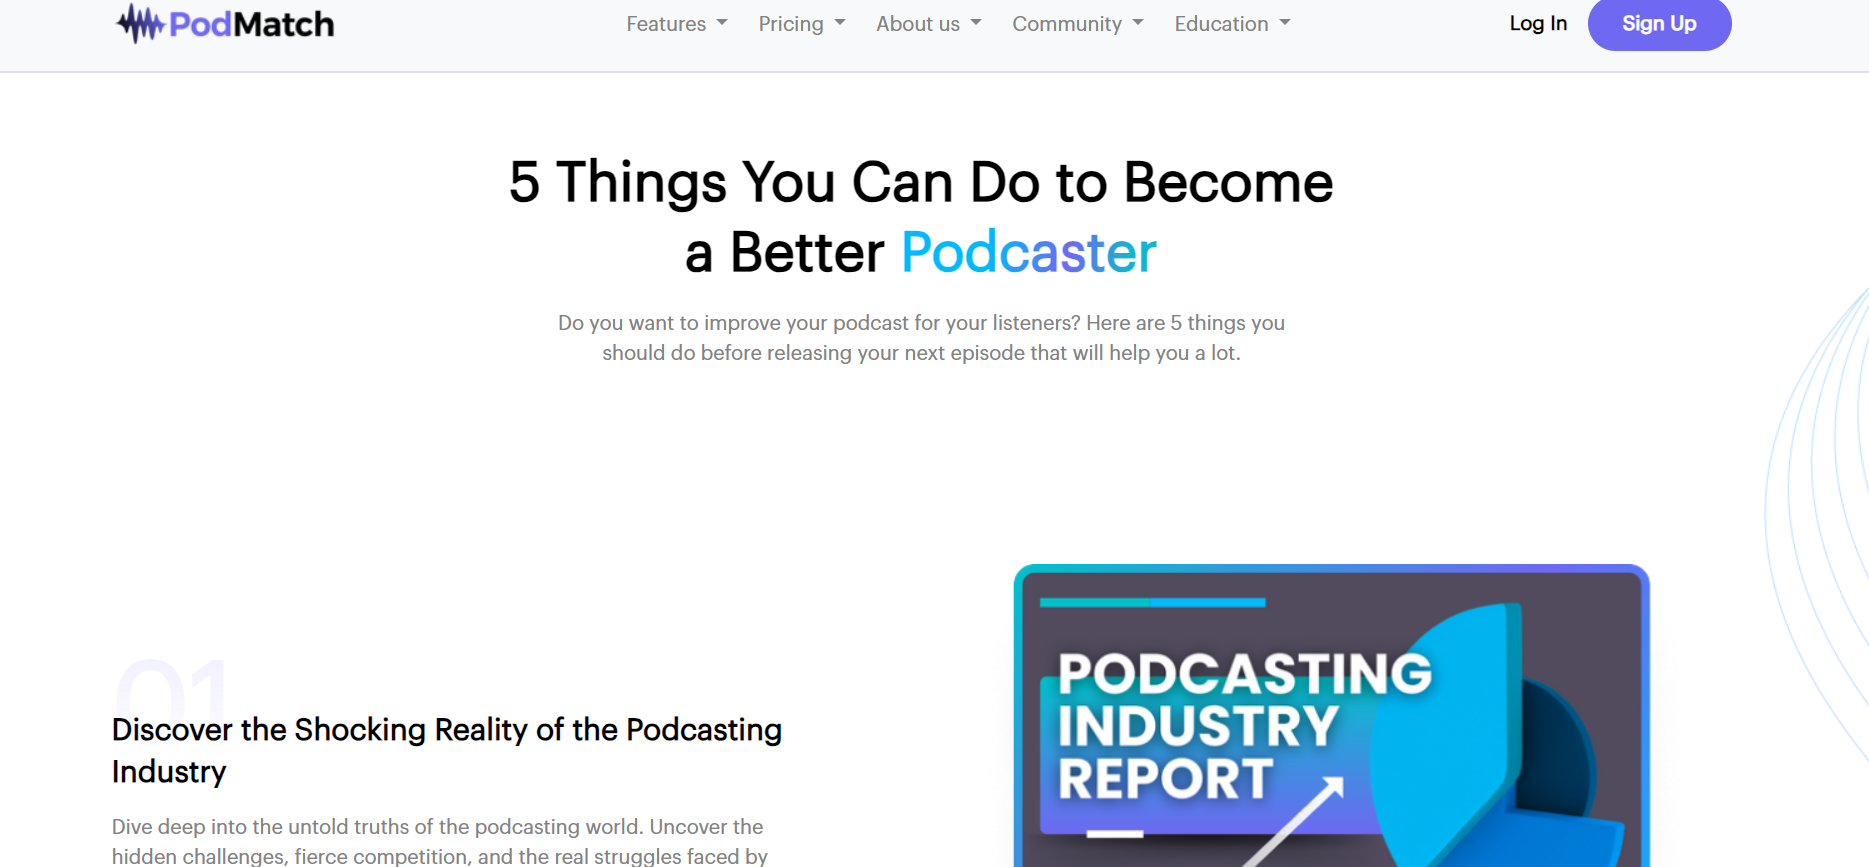 PodMatch
Features
Pricing
About us
Community
Education
Log In
Sign Up
5 Things You Can Do to Become
a Better Podcaster
Do you want to improve your podcast for your listeners? Here are 5 things you
should do before releasing your next episode that will help you a lot.
01
Discover the Shocking Reality of the Podcasting
Industry
Dive deep into the untold truths of the podcasting world. Uncover the
hidden challenges, fierce competition, and the real struggles faced by
PODCASTING
INDUSTRY
REPORT